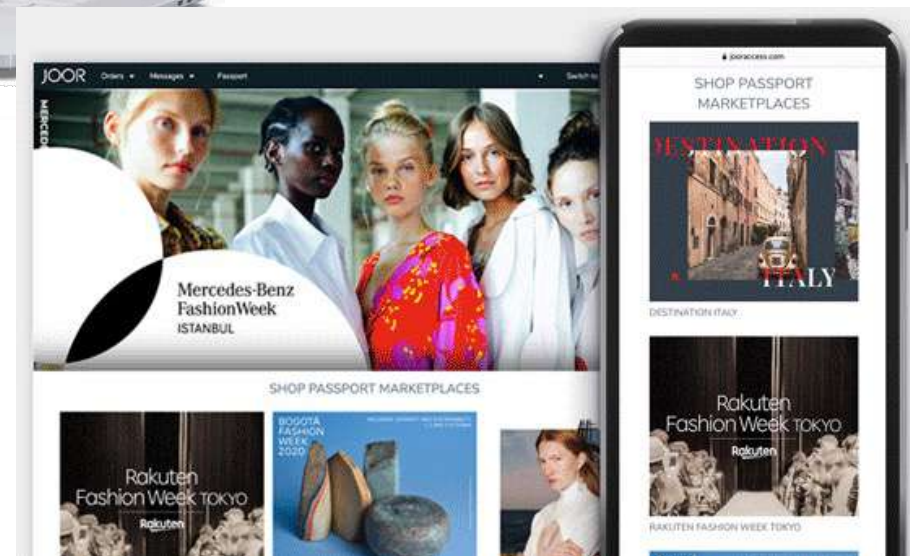 JOOR Orders Messages Passport Switch to
MERCED
Mercedes-Benz
FashionWeek
ISTANBUL
SHOP PASSPORT MARKETPLACES
Rakuten
Fashion Week TOKYO
Rakuten
BOGOTÁ
FASHION
WEEK
2020
jooraccess.com
SHOP PASSPORT
MARKETPLACES
DESTINATION
ITALY
DESTINATION ITALY
Rakuten
Fashion Week TOKYO
Rakuten
RAKUTEN FASHION WEEK TOKYO